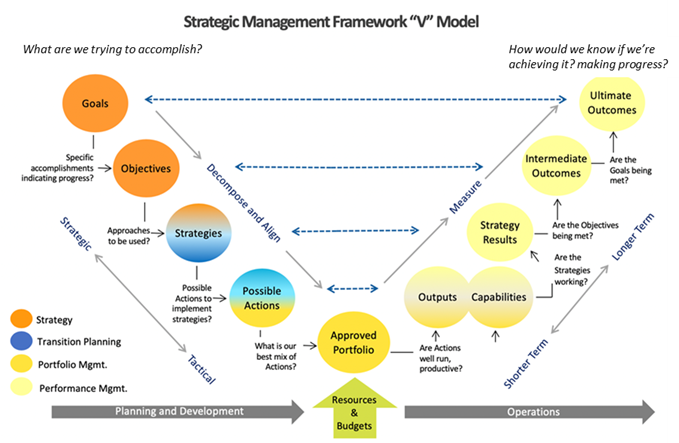 Strategic Management Framework “V” Model
What are we trying to accomplish?
How would we know if we’re
achieving it? making progress?
Goals
Ultimate
Outcomes
Specific
accomplishments
indicating progress?
Objectives
Decompose and Align
Measure
Intermediate
Outcomes
Are the
Goals being
met?
Approaches
to be used?
Strategies
Strategic
Strategy
Results
Are the Objectives
being met?
Longer Term
Possible
Actions to
implement
strategies?
Possible
Actions
Outputs
Capabilities
Are the
Strategies
working?
Strategy
Transition Planning
Portfolio Mgmt.
Performance Mgmt.
Tactical
What is our
best mix of
Actions?
Approved
Portfolio
Are Actions
well run,
productive?
Shorter Term
Planning and Development
Resources
&
Budgets
Operations